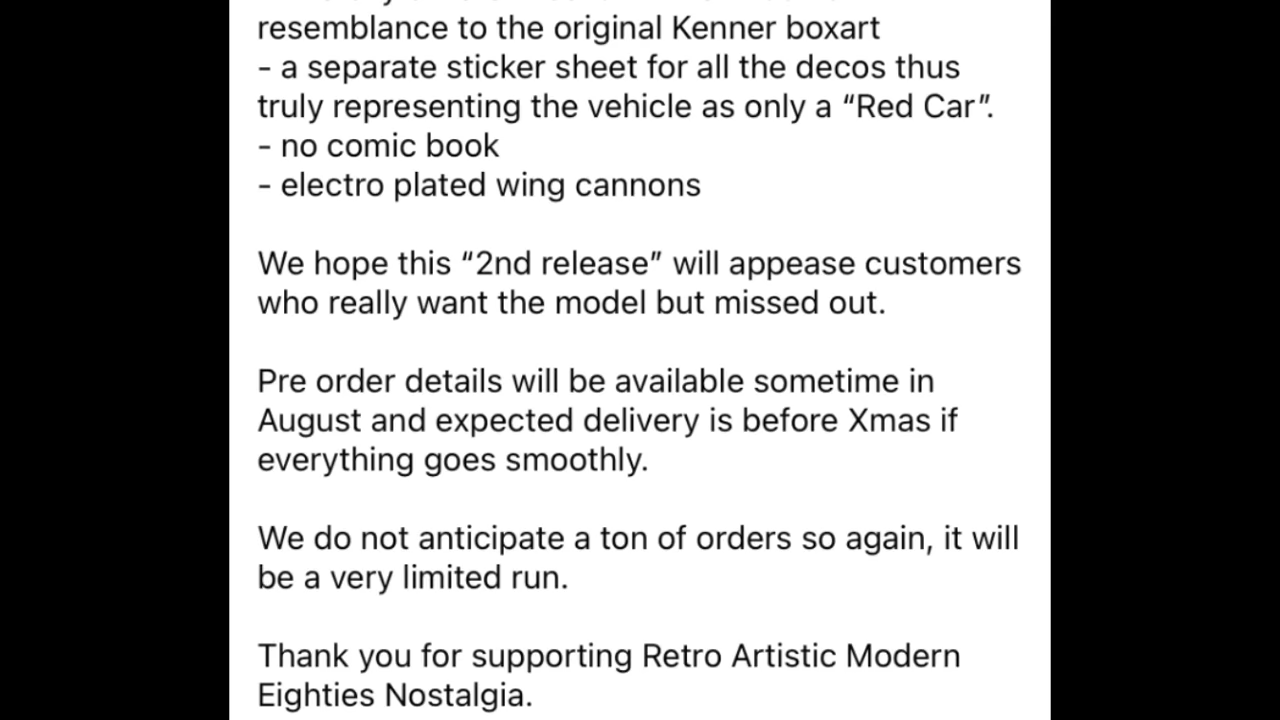 resemblance to the original Kenner boxart
- a separate sticker sheet for all the decos thus
truly representing the vehicle as only a “Red Car”.
- no comic book
- electro plated wing cannons
We hope this “2nd release” will appease customers
who really want the model but missed out.
Pre order details will be available sometime in
August and expected delivery is before Xmas if
everything goes smoothly.
We do not anticipate a ton of orders so again, it will
be a very limited run.
Thank you for supporting Retro Artistic Modern
Eighties Nostalgia.